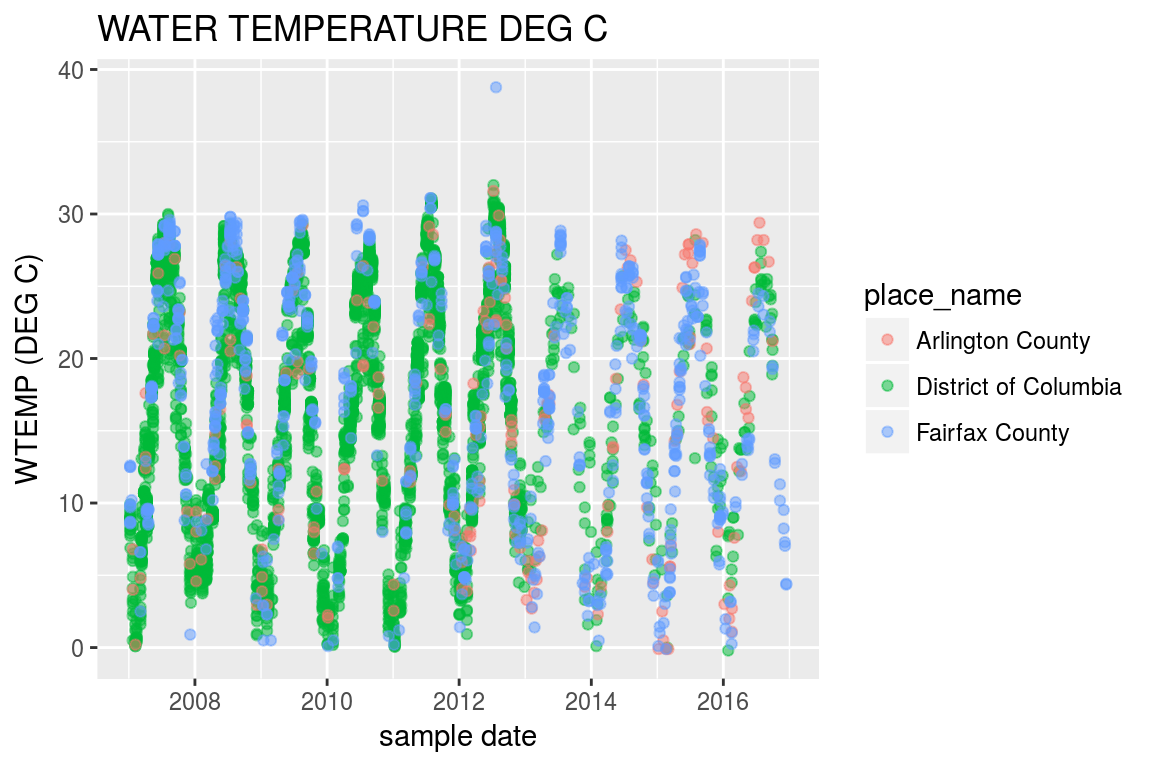 WATER TEMPERATURE DEG C
40
30
20
10
0
WTEMP (DEG C)
2008
2010
2012
2014
2016
sample date
place_name
Arlington County
District of Columbia
Fairfax County